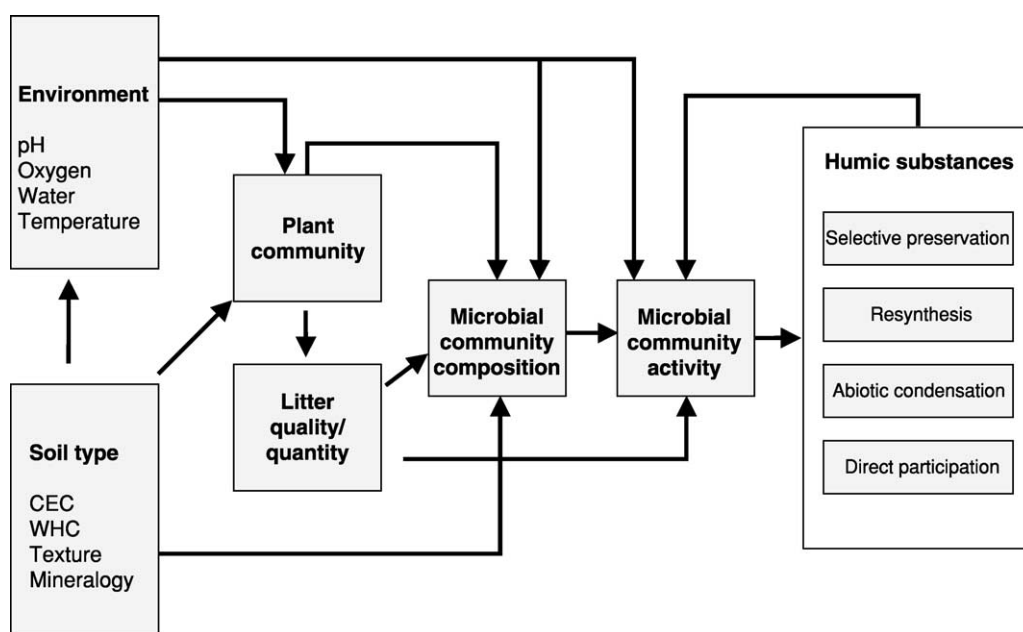 Environment
pH
Oxygen
Water
Temperature
Plant
community
Soil type
CEC
WHC
Texture
Mineralogy
Litter
quality/
quantity
Microbial
community
composition
Microbial
community
activity
Humic substances
Selective preservation
Resynthesis
Abiotic condensation
Direct participation